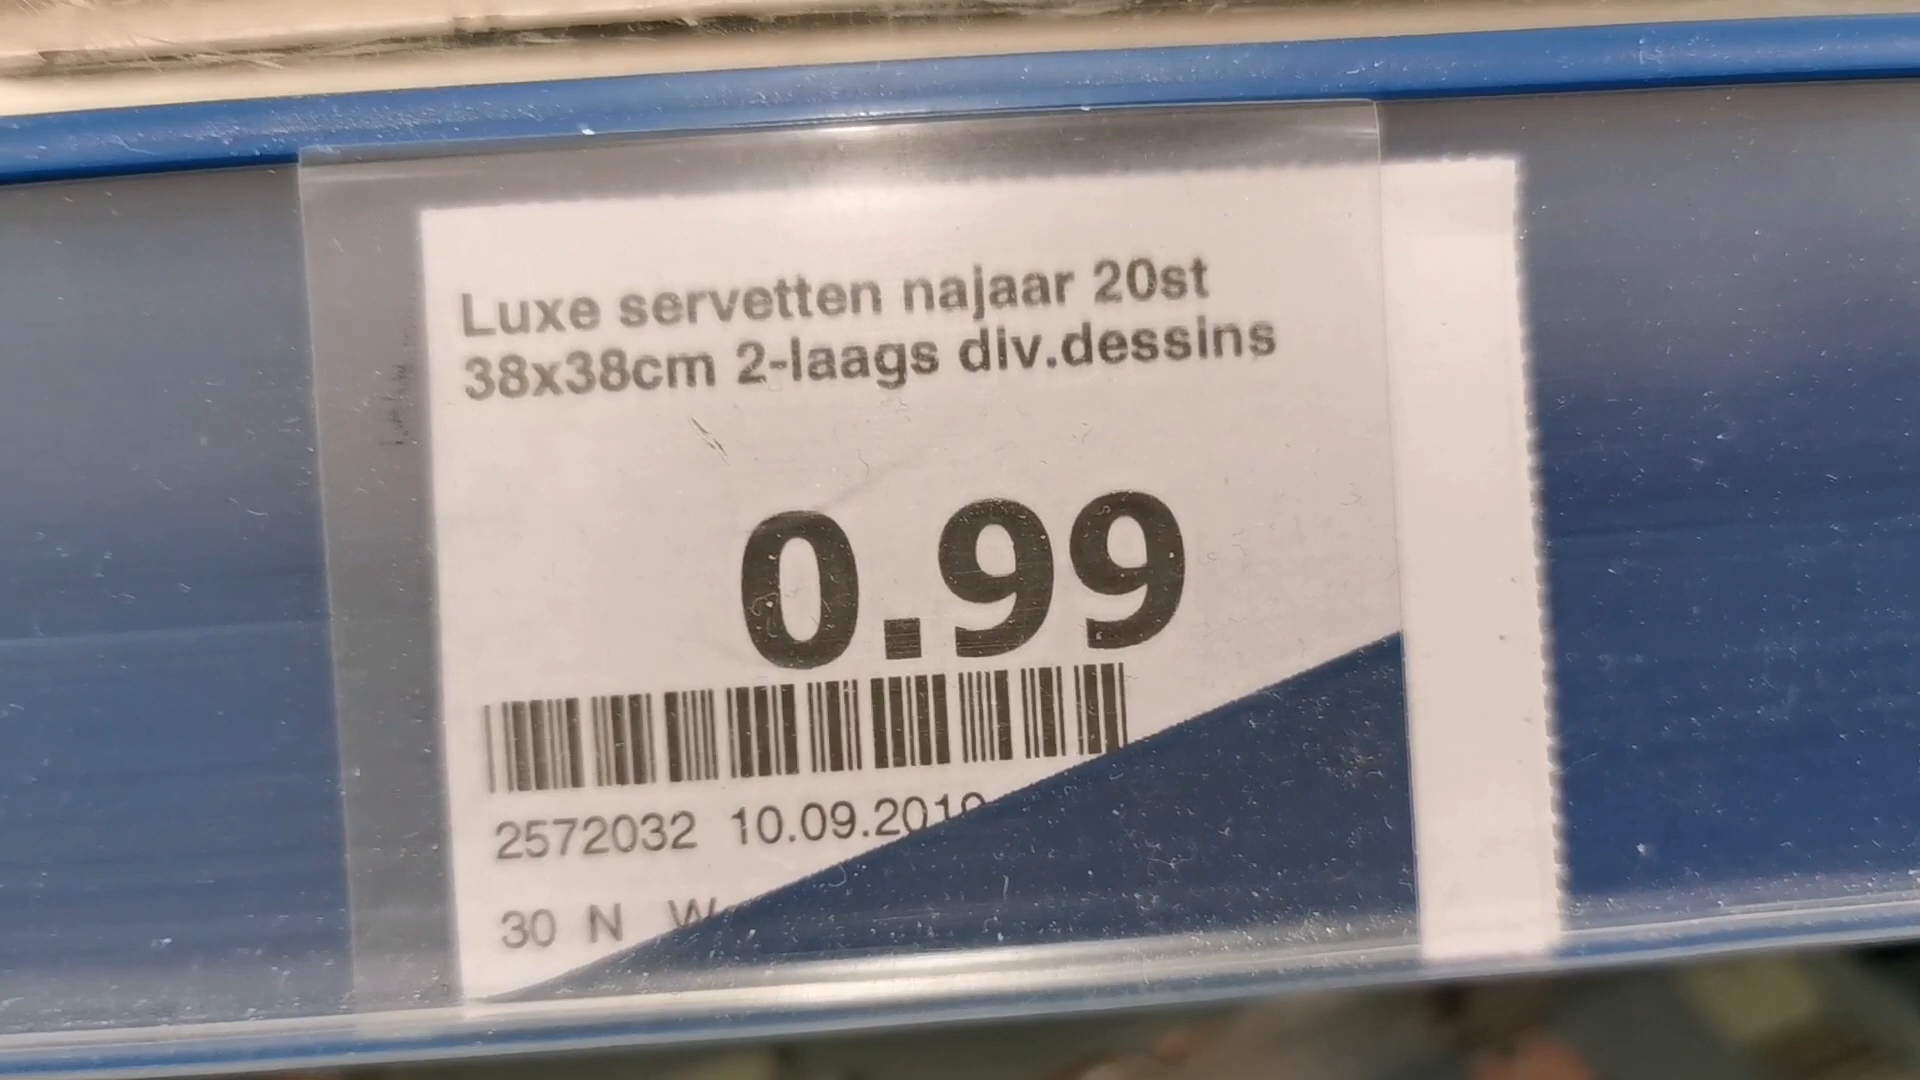 Luxe servetten najaar 20st
38x38cm 2-laags div.dessins
0.99
2572032 10.09.2019
30 N